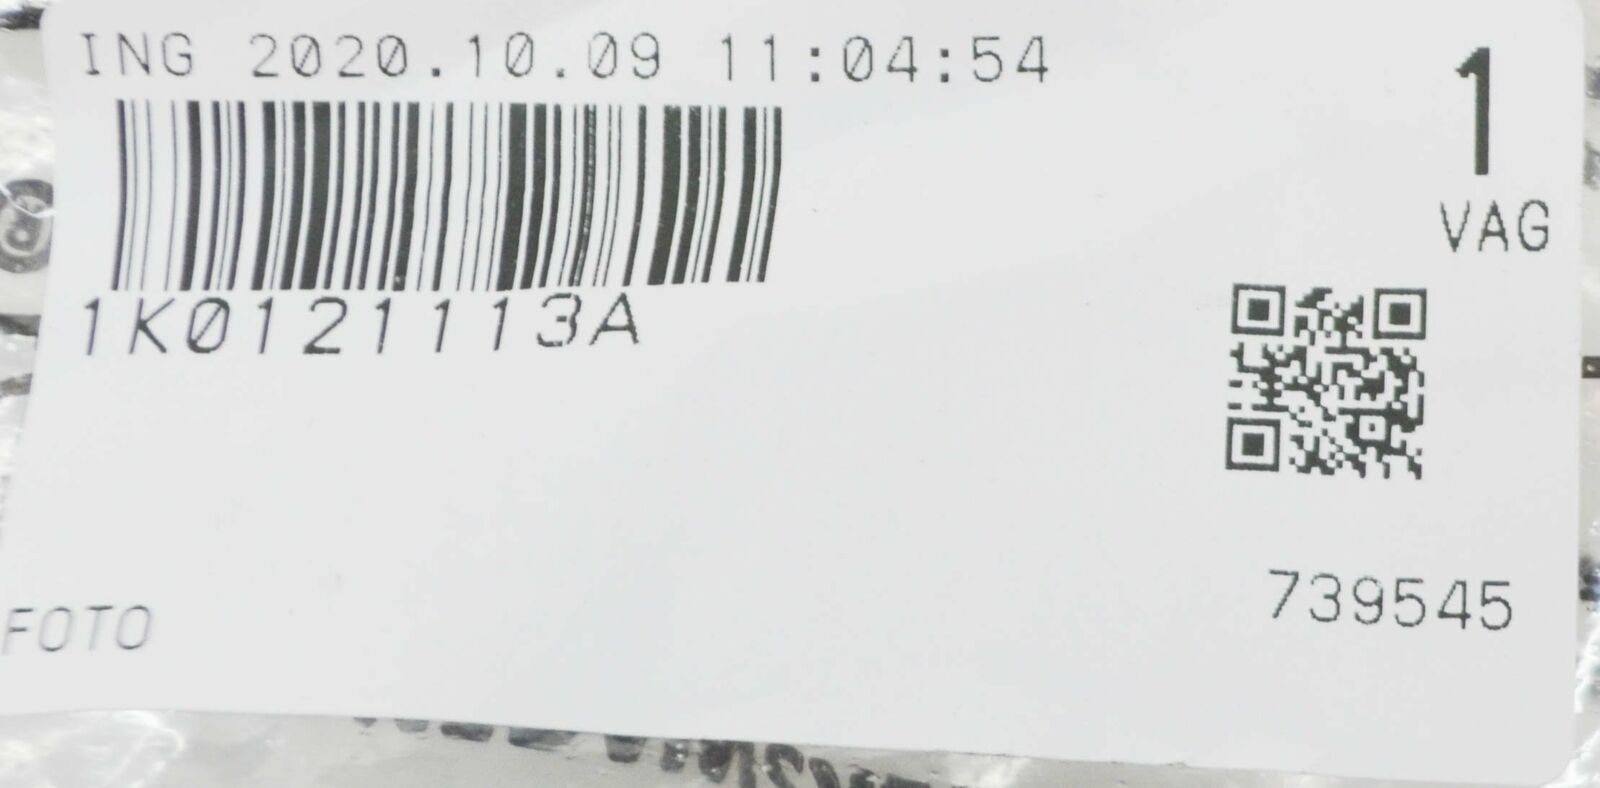 ING 2020.10.09 11:04:54
1
VAG
1K0121113A
739545
FOTO